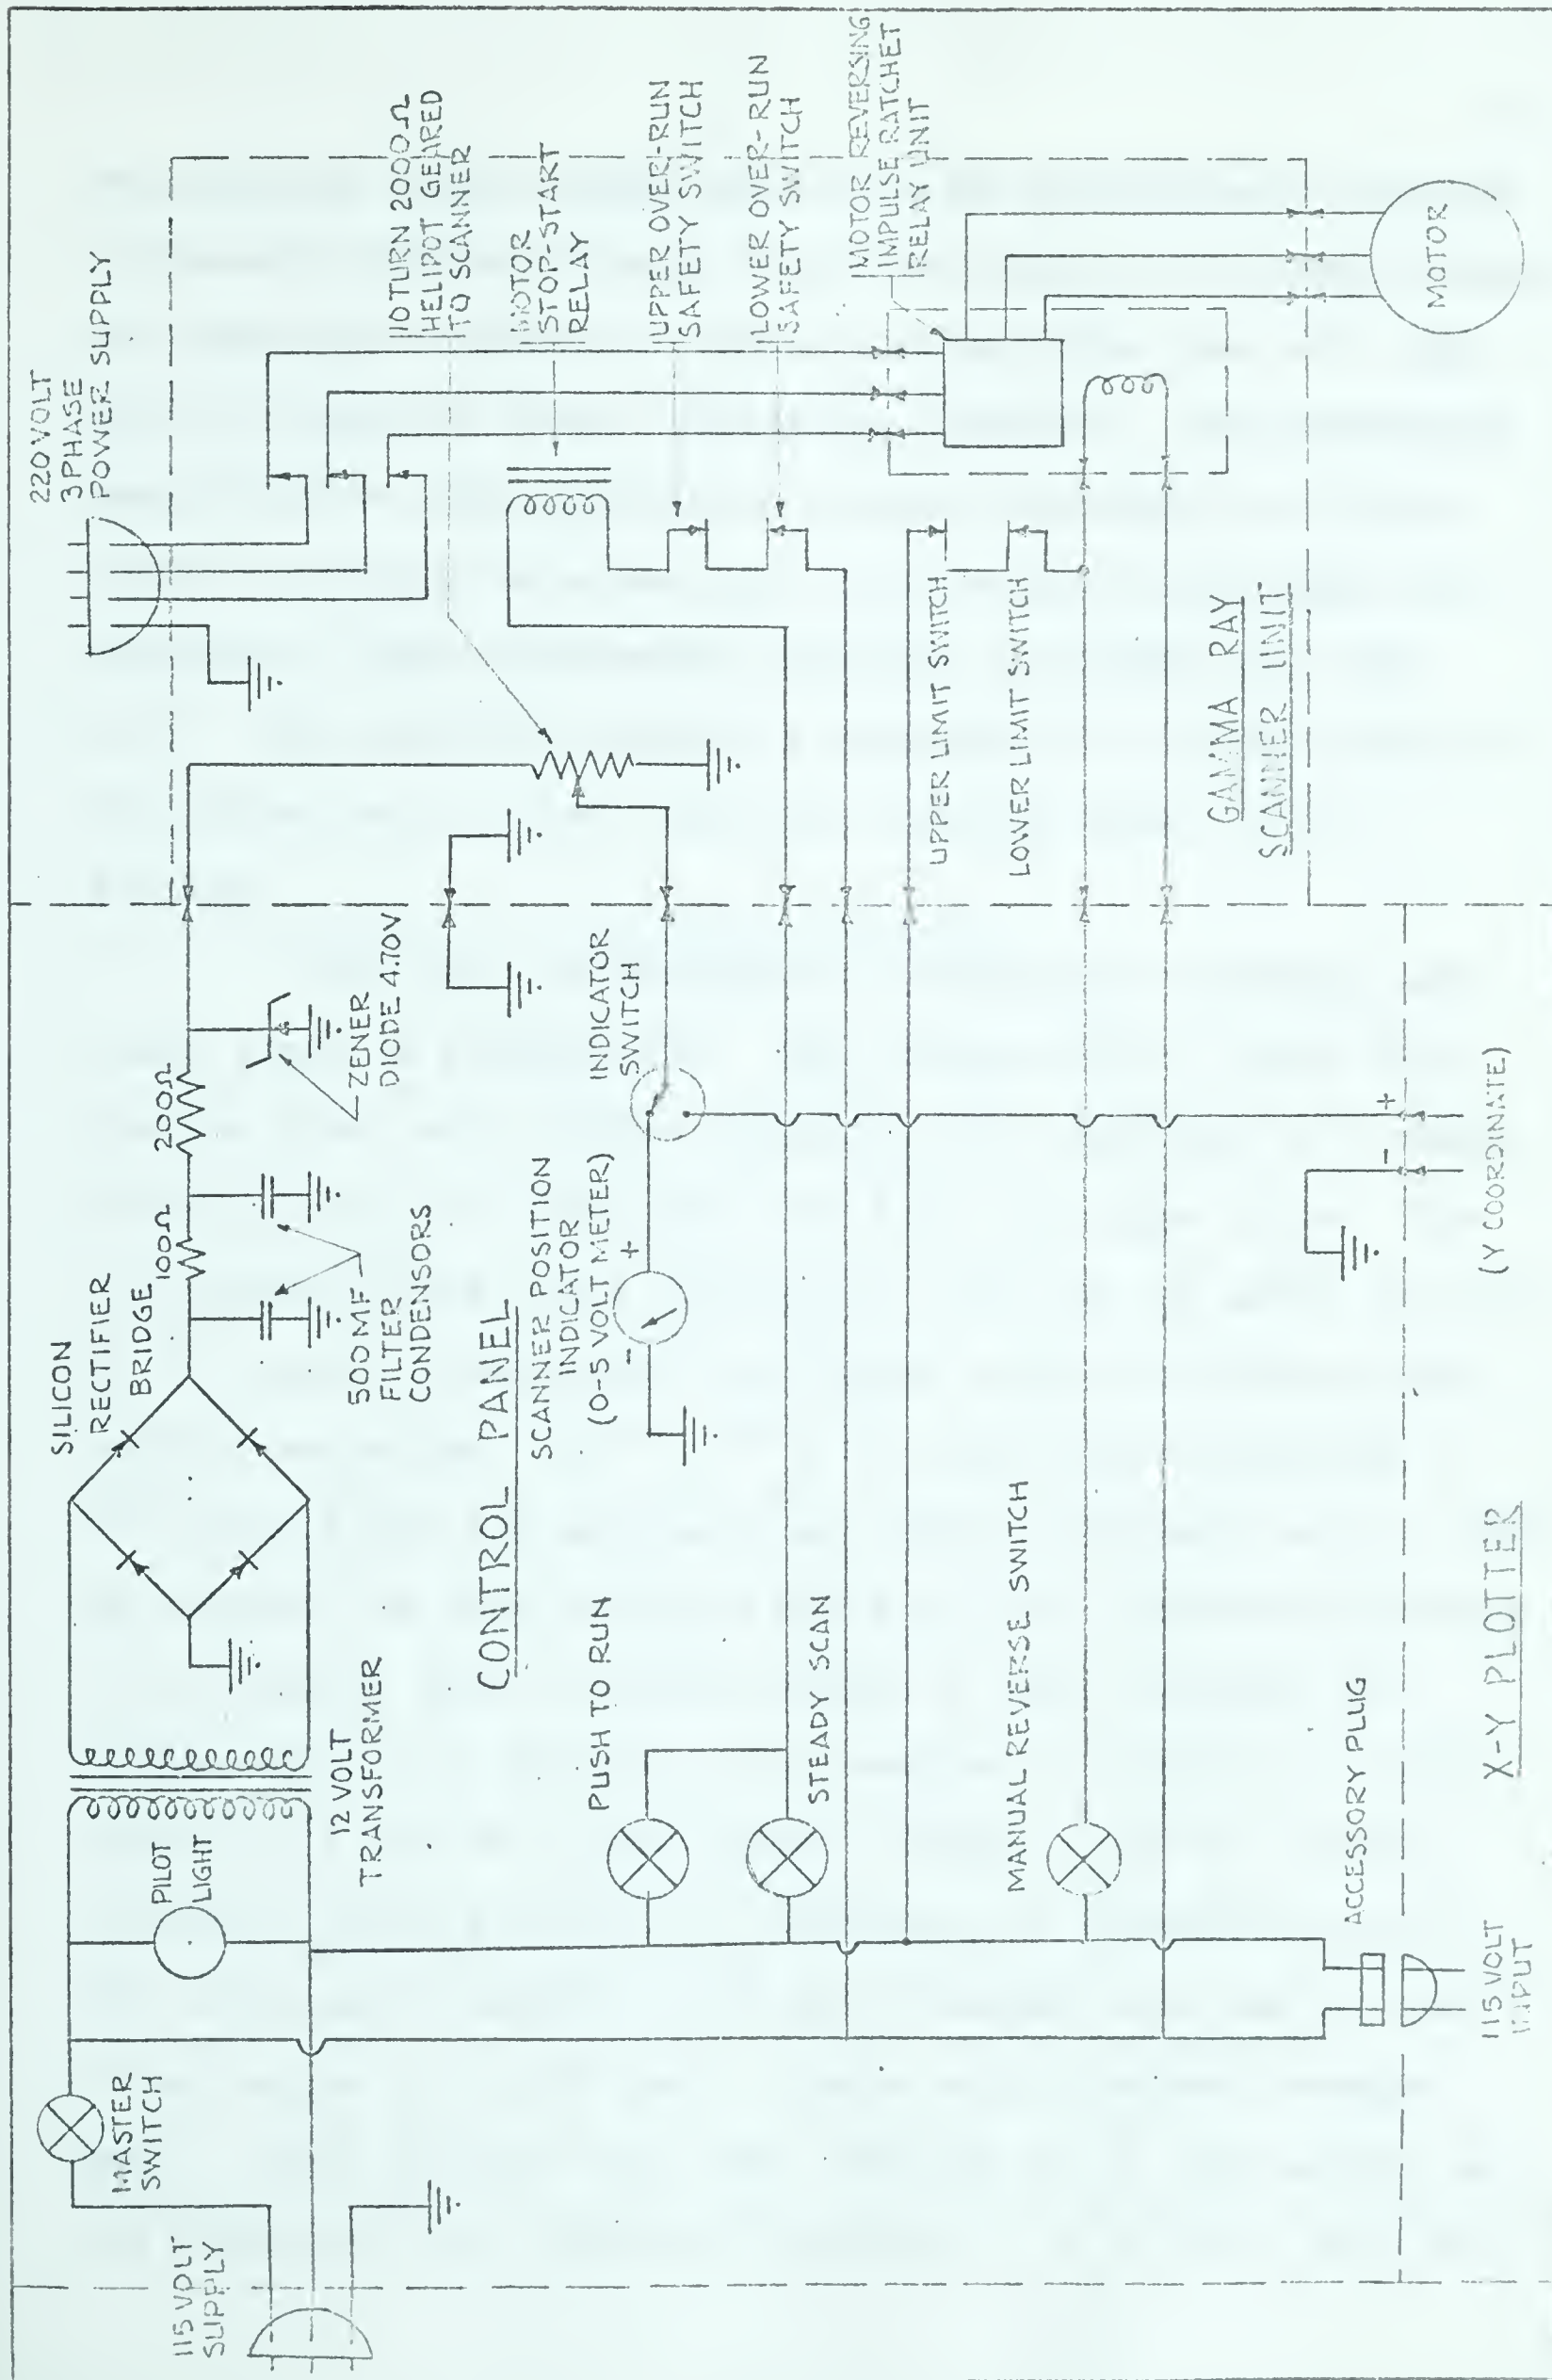 115 VOLT
SUPPLY
MASTER
SWITCH
PILOT
LIGHT
12 VOLT
TRANSFORMER
SILICON
RECTIFIER
BRIDGE
100Ω
200Ω
500 MF
FILTER
CONDENSORS
ZENER
DIODE 4.70V
220 VOLT
3 PHASE
POWER SUPPLY
10 TURN 2000Ω
HELIPOT GEARED
TO SCANNER
MOTOR
STOP-START
RELAY
UPPER OVER-RUN
SAFETY SWITCH
LOWER OVER-RUN
SAFETY SWITCH
MOTOR REVERSING
IMPULSE RATCHET
RELAY UNIT
MOTOR
CONTROL PANEL
SCANNER POSITION
INDICATOR
(0-5 VOLT METER)
- +
INDICATOR
SWITCH
PUSH TO RUN
STEADY SCAN
MANUAL REVERSE SWITCH
UPPER LIMIT SWITCH
LOWER LIMIT SWITCH
GAMMA RAY
SCANNER UNIT
ACCESSORY PLUG
115 VOLT
INPUT
X-Y PLOTTER
- +
(Y COORDINATE)